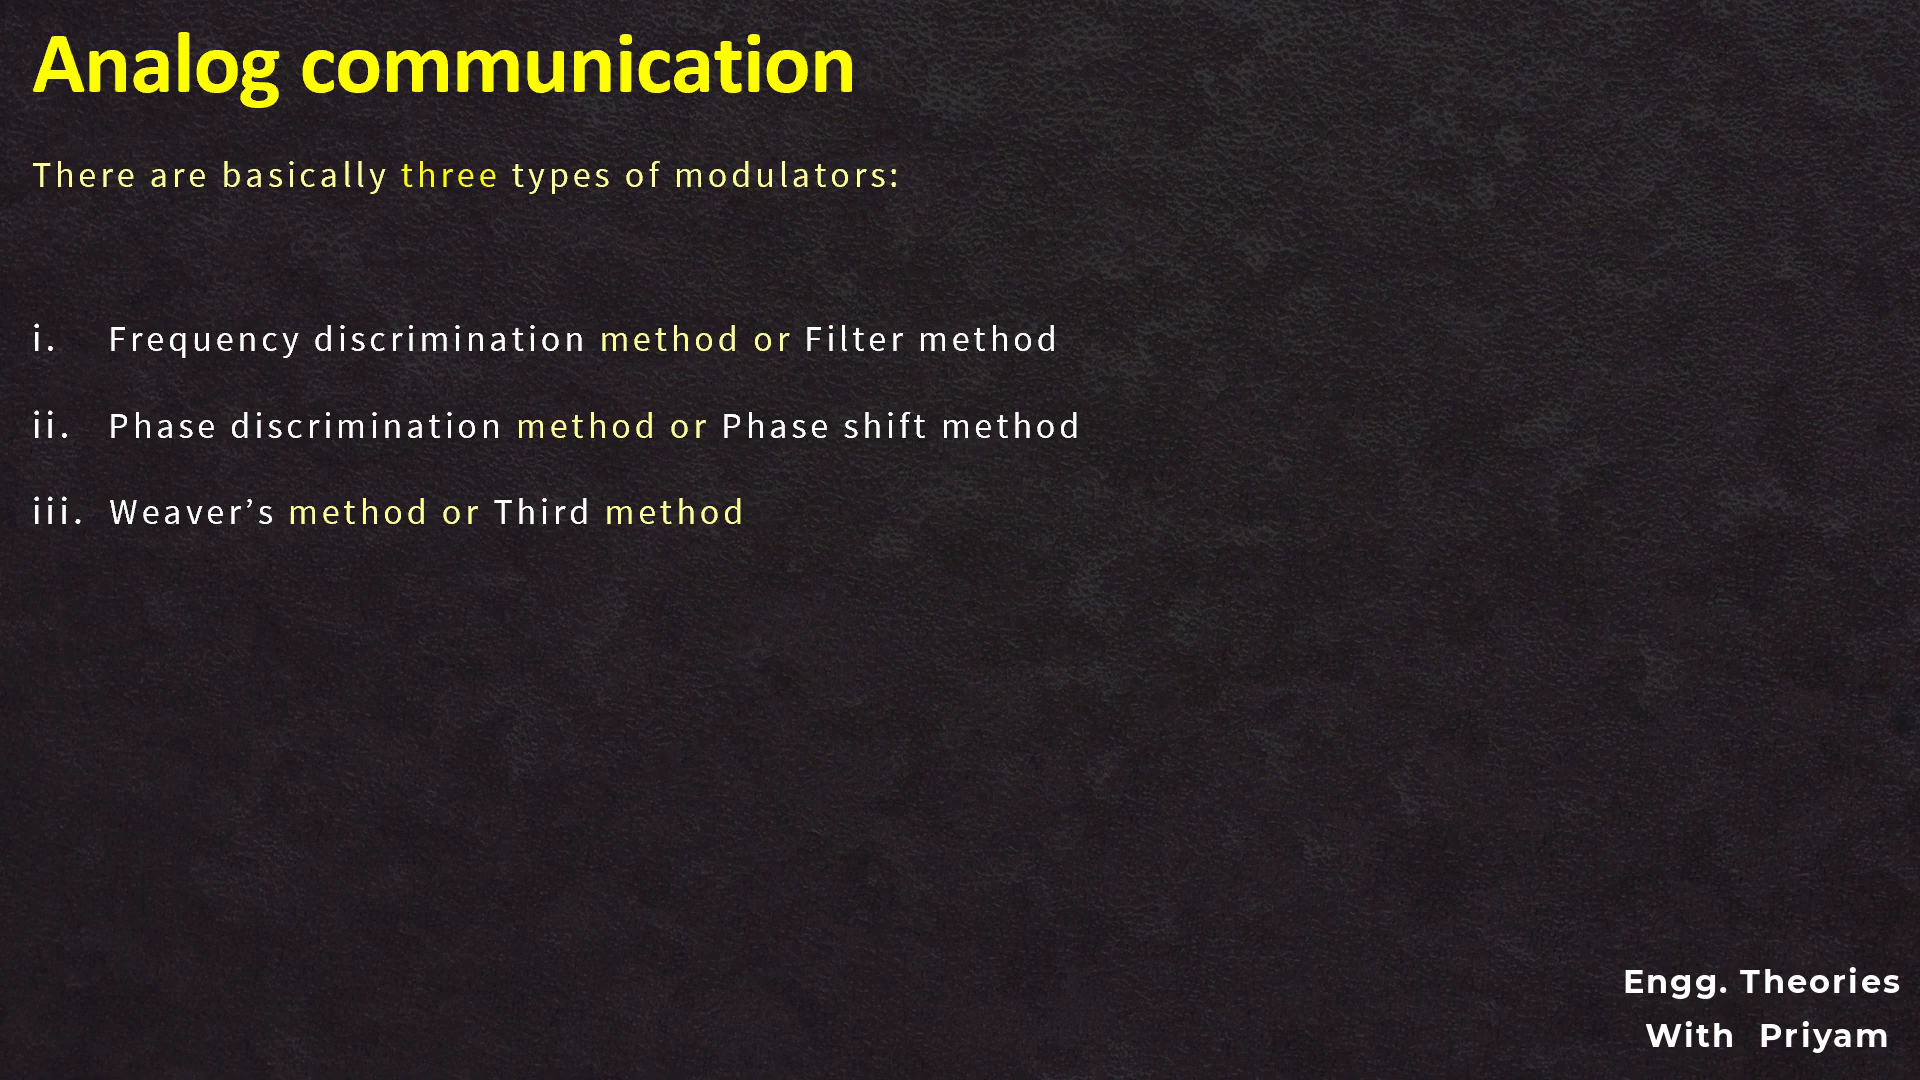 Analog communication
There are basically three types of modulators:
i. Frequency discrimination method or Filter method
ii. Phase discrimination method or Phase shift method
iii. Weaver’s method or Third method
Engg. Theories
With Priyam